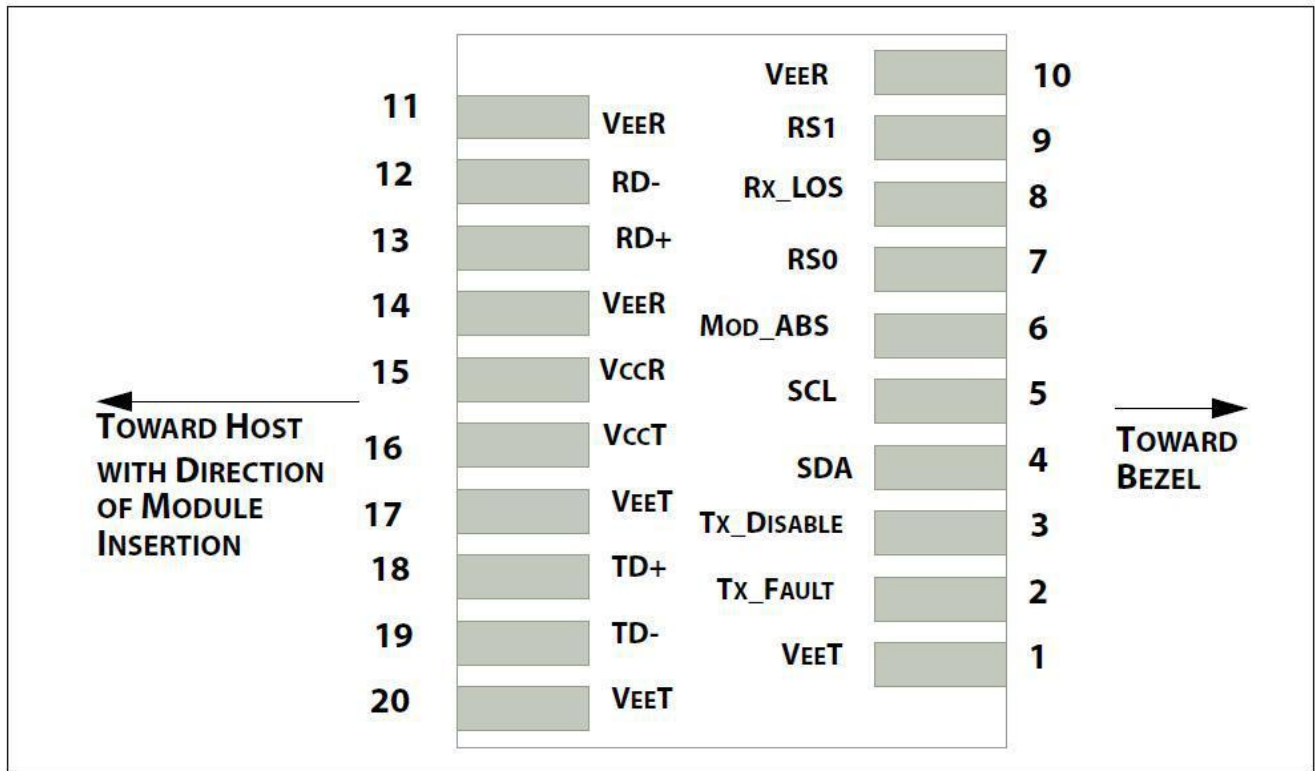 11 VEER
12 RD-
13 RD+
14 VEER
15 VCCR
16 VCCT
17 VEET
18 TD+
19 TD-
20 VEET
VEER 10
RS1 9
RX_LOS 8
RS0 7
MOD_ABS 6
SCL 5
SDA 4
TX_DISABLE 3
TX_FAULT 2
VEET 1
TOWARD HOST
WITH DIRECTION
OF MODULE
INSERTION
TOWARD
BEZEL